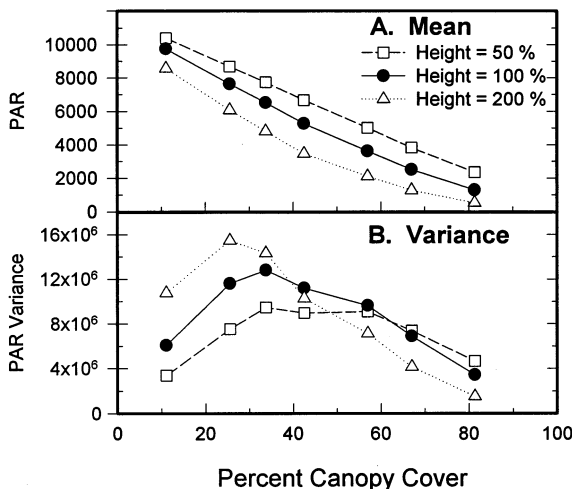 A. Mean
Height = 50 %
Height = 100 %
Height = 200 %
PAR
10000
8000
6000
4000
2000
0
B. Variance
PAR Variance
16x10⁶
12x10⁶
8x10⁶
4x10⁶
0
0 20 40 60 80 100
Percent Canopy Cover